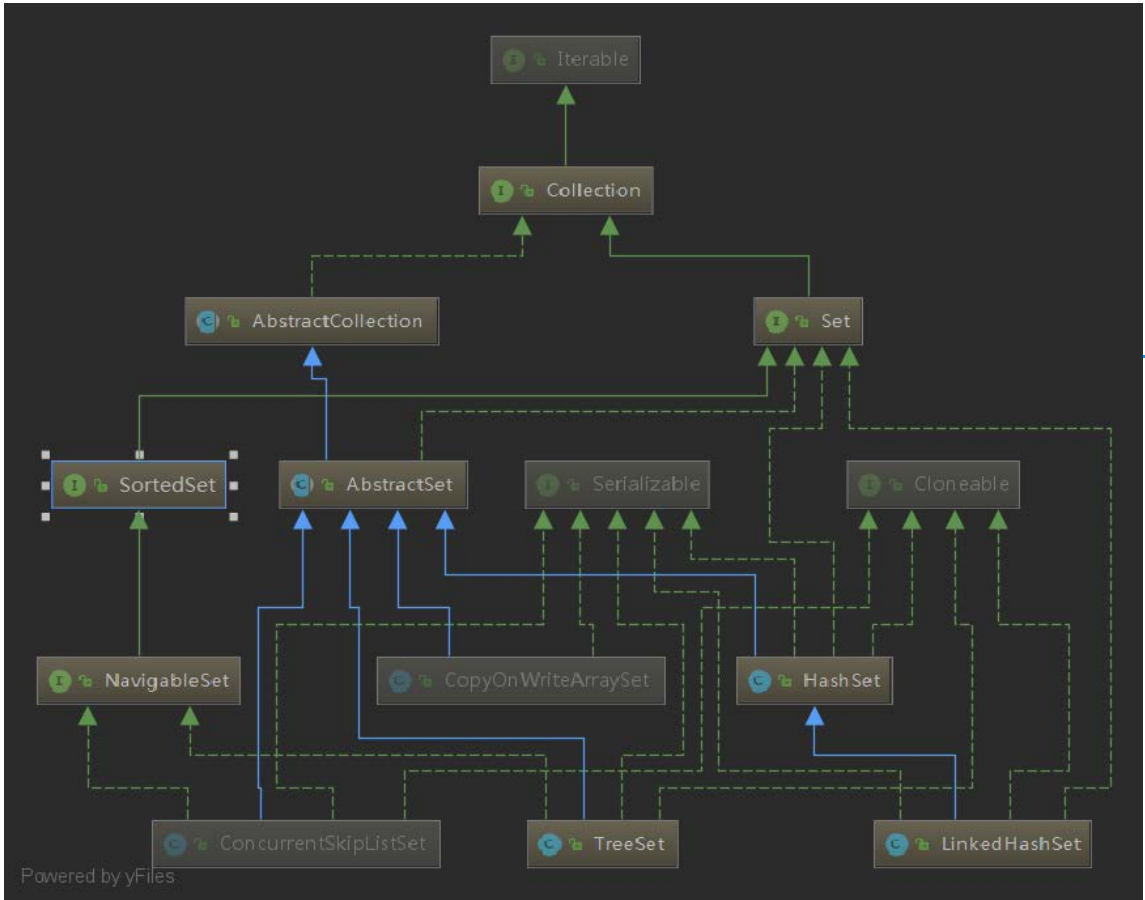 Iterable
Collection
AbstractCollection
Set
SortedSet
AbstractSet
Serializable
Cloneable
NavigableSet
CopyOnWriteArraySet
HashSet
ConcurrentSkipListSet
TreeSet
LinkedHashSet
Powered by yFiles